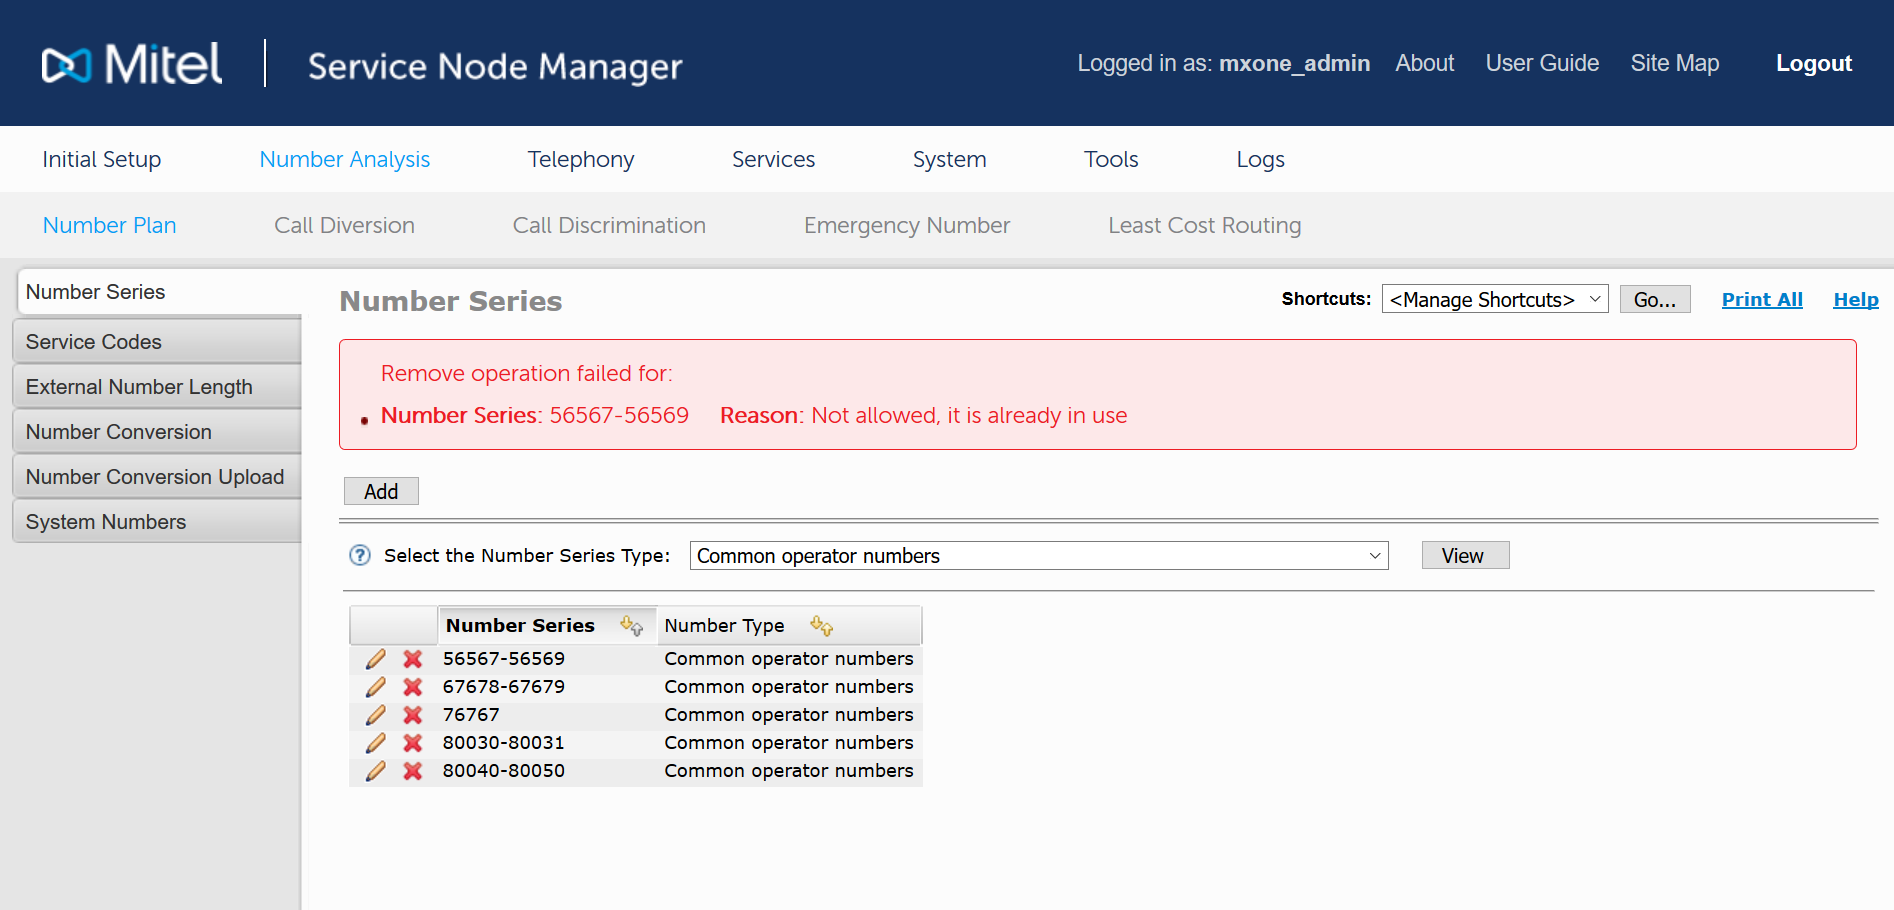 Mitel | Service Node Manager
Logged in as: mxone_admin About User Guide Site Map Logout
Initial Setup Number Analysis Telephony Services System Tools Logs
Number Plan Call Diversion Call Discrimination Emergency Number Least Cost Routing
Number Series
Service Codes
External Number Length
Number Conversion
Number Conversion Upload
System Numbers
Number Series
Shortcuts: <Manage Shortcuts> Go... Print All Help
Remove operation failed for:
Number Series: 56567-56569 Reason: Not allowed, it is already in use
Add
? Select the Number Series Type: Common operator numbers View
Number Series Number Type
56567-56569 Common operator numbers
67678-67679 Common operator numbers
76767 Common operator numbers
80030-80031 Common operator numbers
80040-80050 Common operator numbers